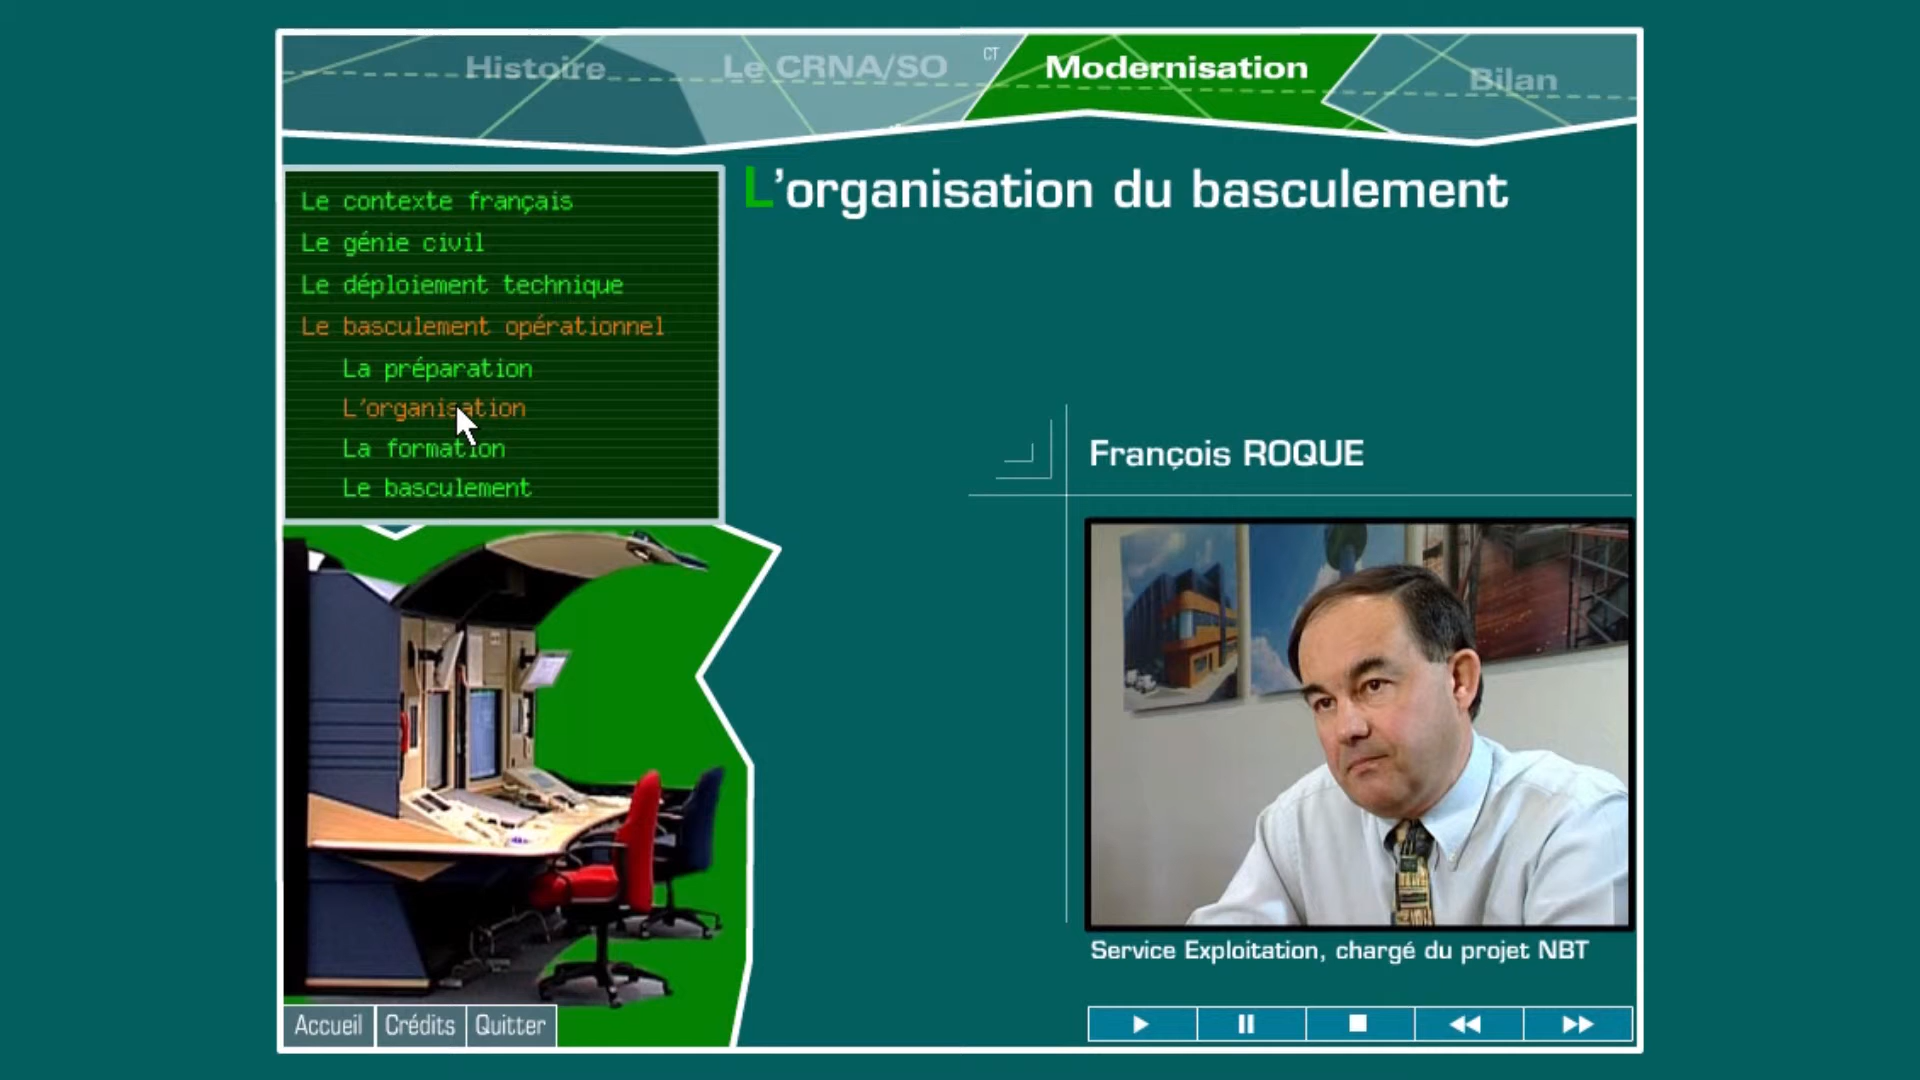 Histoire
Le CRNA/SO
CT
Modernisation
Bilan
L'organisation du basculement
Le contexte français
Le génie civil
Le déploiement technique
Le basculement opérationnel
La préparation
L'organisation
La formation
Le basculement
François ROQUE
Service Exploitation, chargé du projet NBT
Accueil
Crédits
Quitter